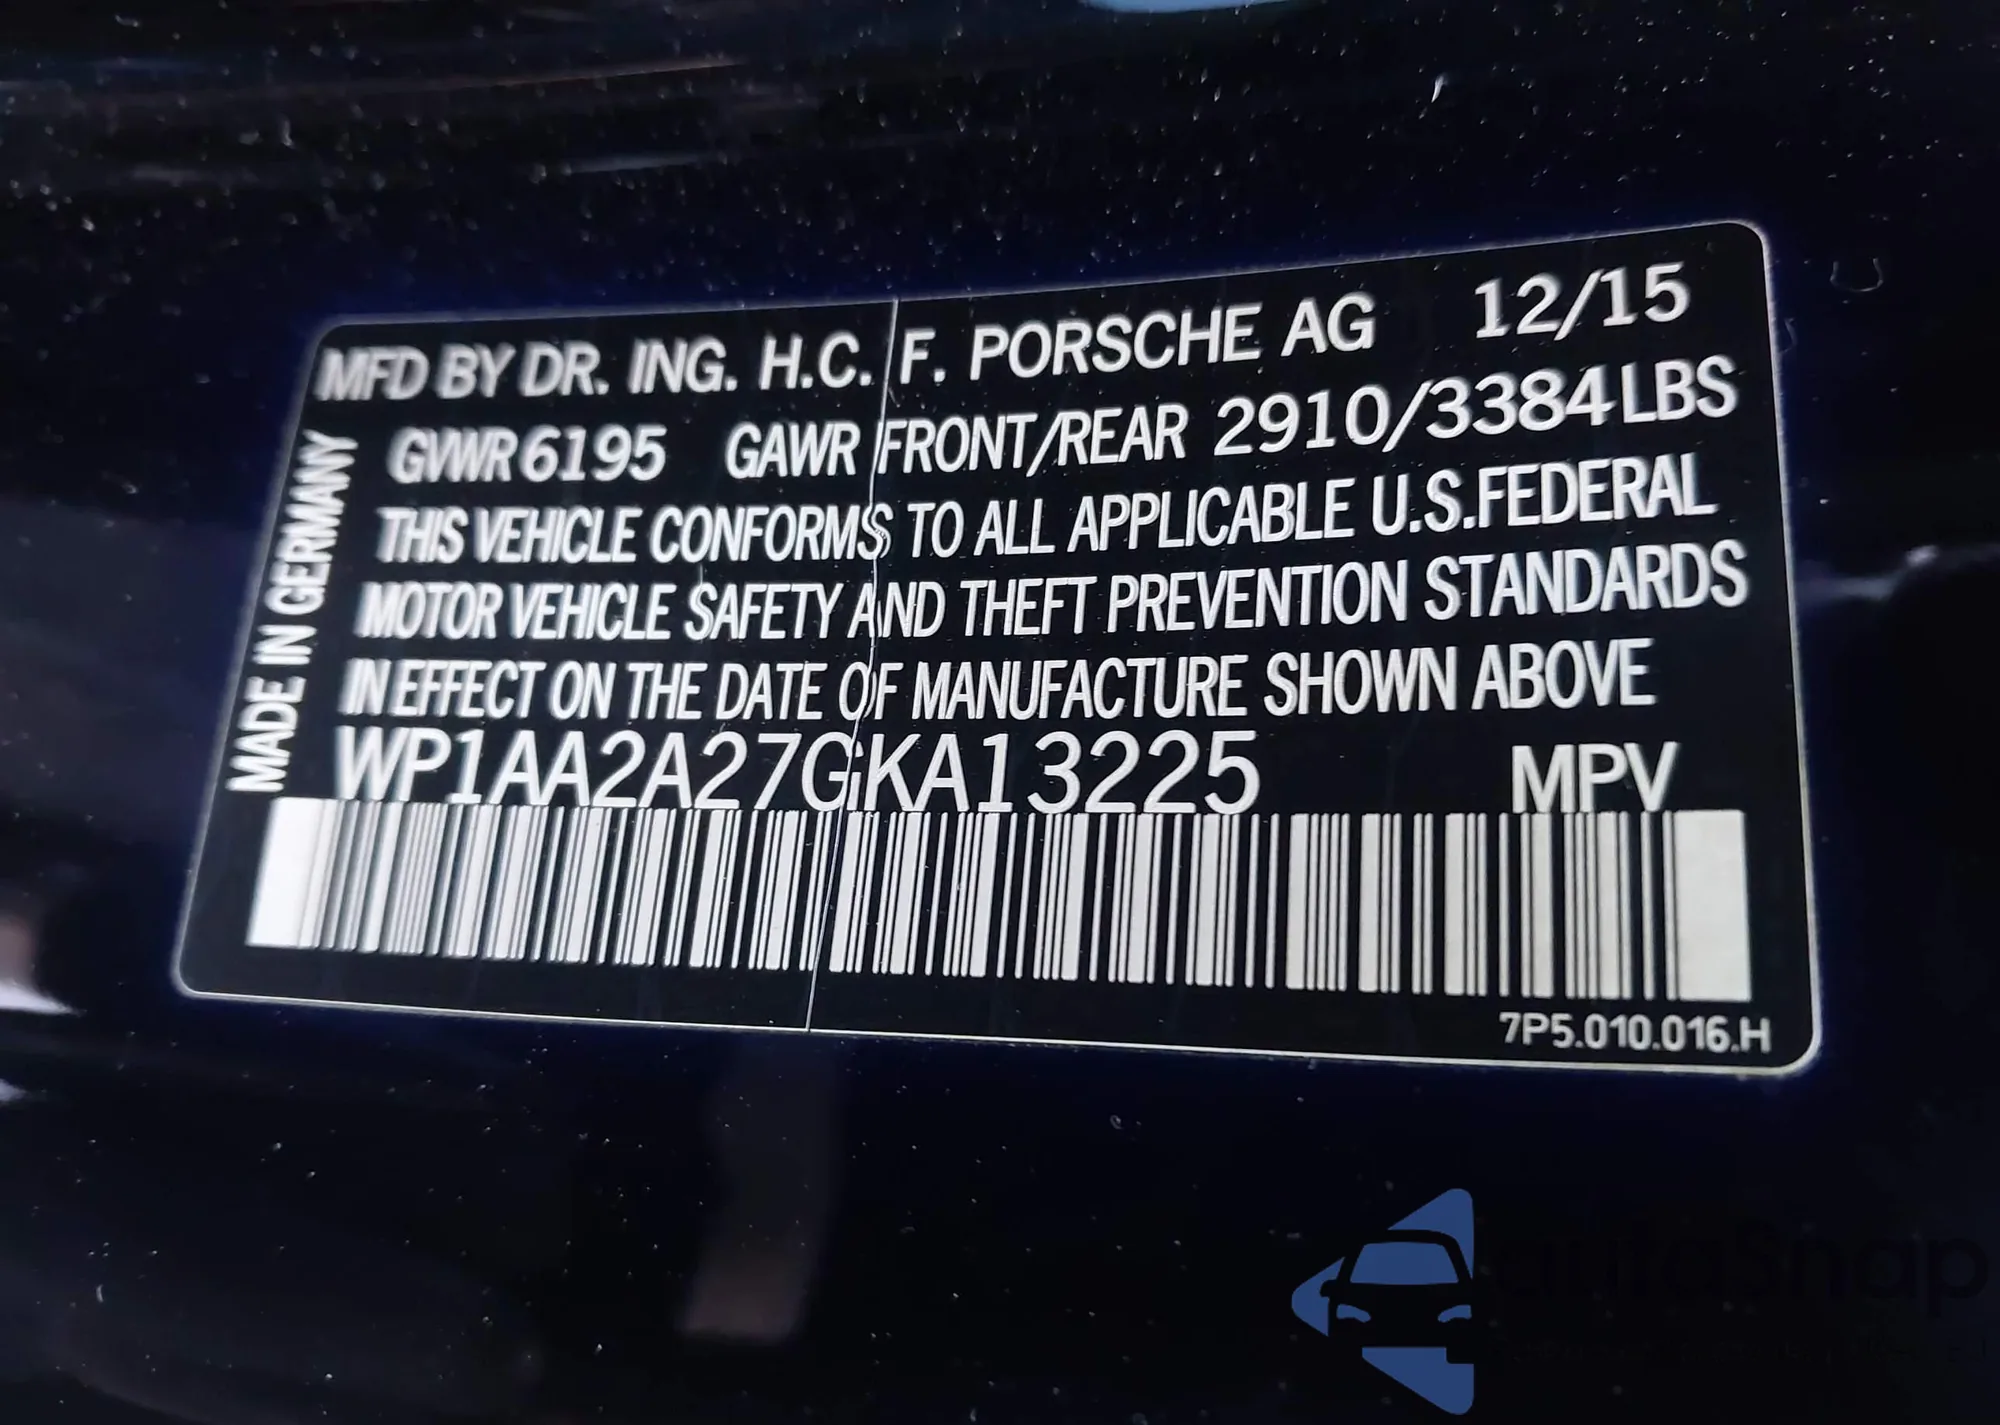 MFD BY DR. ING. H.C. F. PORSCHE AG 12/15
GVWR 6195 GAWR FRONT/REAR 2910/3384LBS
THIS VEHICLE CONFORMS TO ALL APPLICABLE U.S.FEDERAL
MOTOR VEHICLE SAFETY AND THEFT PREVENTION STANDARDS
IN EFFECT ON THE DATE OF MANUFACTURE SHOWN ABOVE
WP1AA2A27GKA13225 MPV
MADE IN GERMANY
7P5.010.016.H
autoSnap